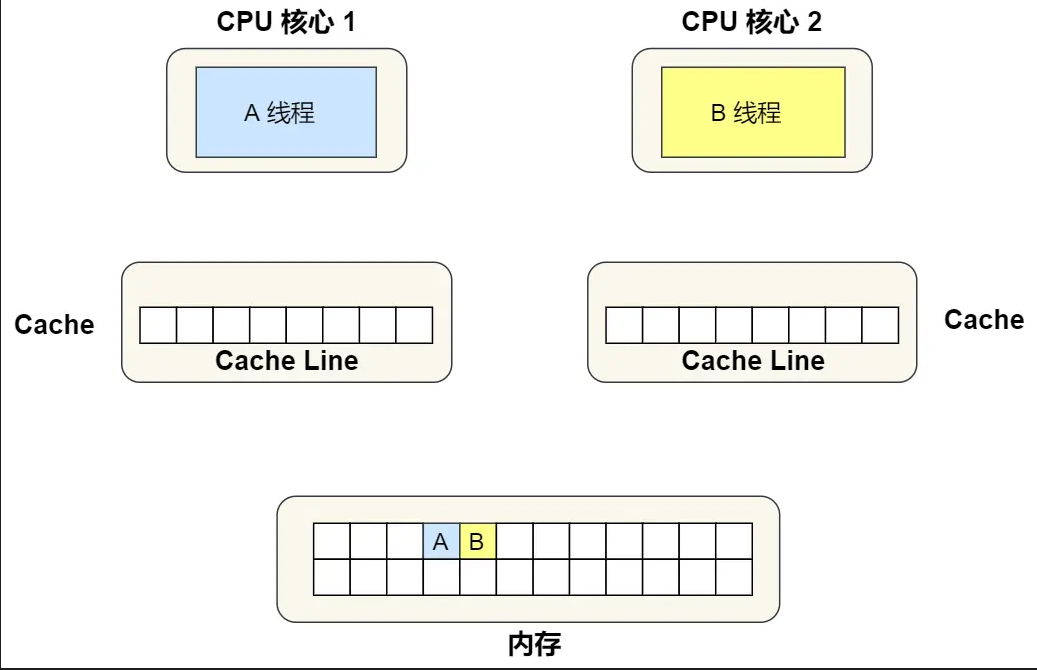 CPU 核心 1
CPU 核心 2
A 线程
B 线程
Cache
Cache Line
Cache Line
Cache
A
B
内存